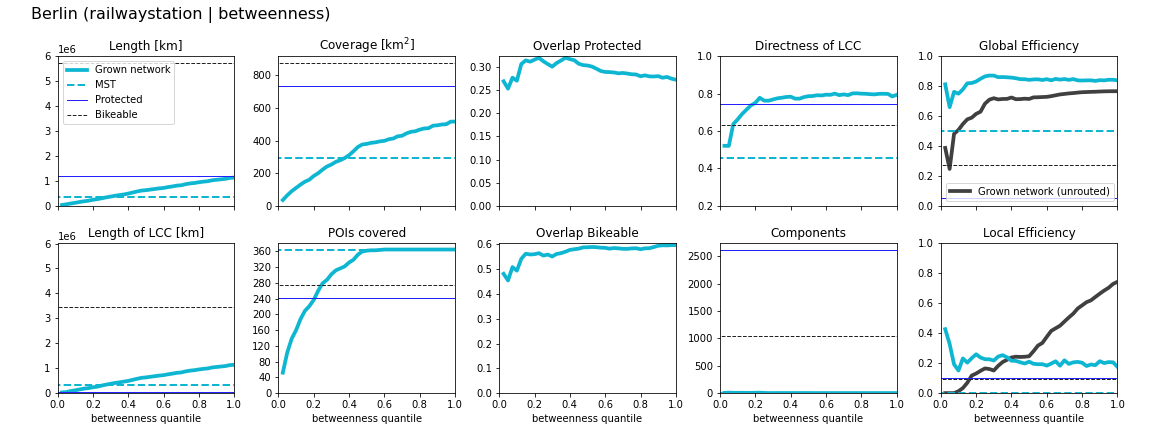 Berlin (railwaystation | betweenness)
Length [km]
1e6
6
5
4
3
2
1
0
Grown network
MST
Protected
Bikeable
Coverage [km²]
800
600
400
200
0
Overlap Protected
0.30
0.25
0.20
0.15
0.10
0.05
0.00
Directness of LCC
1.0
0.8
0.6
0.4
0.2
Global Efficiency
1.0
0.8
0.6
0.4
0.2
0.0
Grown network (unrouted)
Length of LCC [km]
1e6
6
5
4
3
2
1
0
0.0 0.2 0.4 0.6 0.8 1.0
betweenness quantile
POIs covered
360
320
280
240
200
160
120
80
40
0
0.0 0.2 0.4 0.6 0.8 1.0
betweenness quantile
Overlap Bikeable
0.6
0.5
0.4
0.3
0.2
0.1
0.0
0.0 0.2 0.4 0.6 0.8 1.0
betweenness quantile
Components
2500
2000
1500
1000
500
0
0.0 0.2 0.4 0.6 0.8 1.0
betweenness quantile
Local Efficiency
1.0
0.8
0.6
0.4
0.2
0.0
0.0 0.2 0.4 0.6 0.8 1.0
betweenness quantile